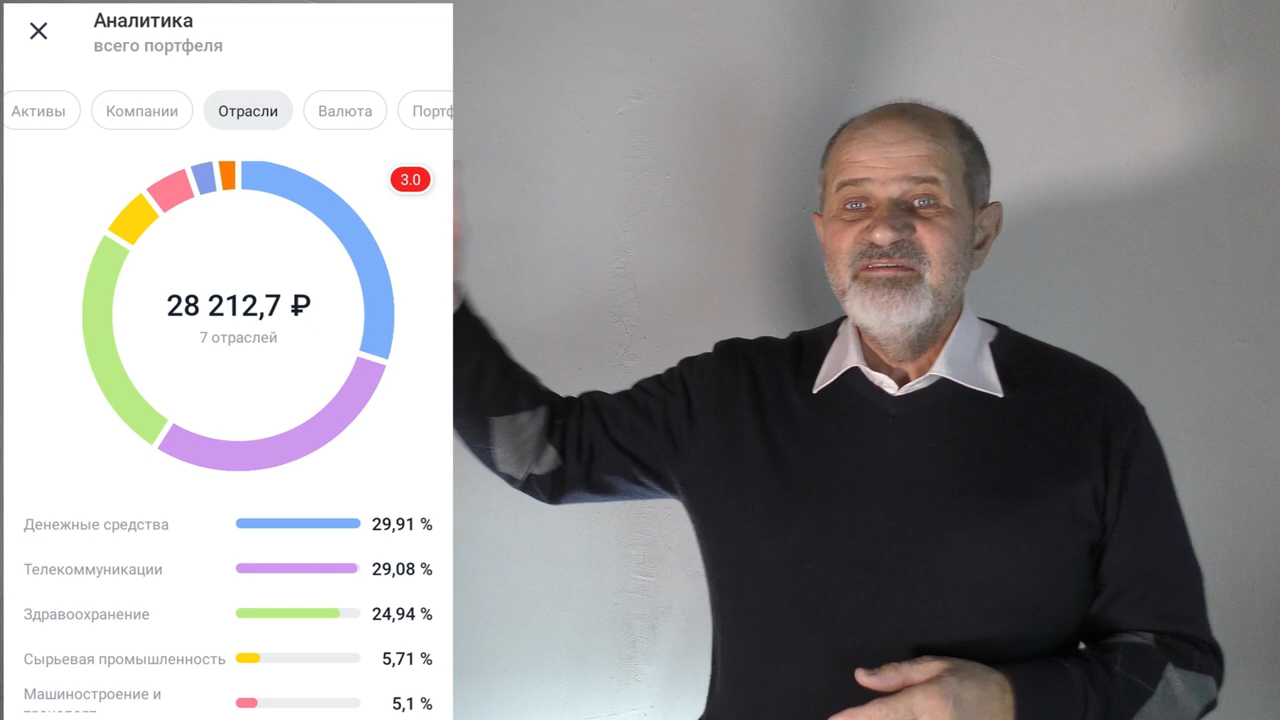 Аналитика
всего портфеля
Активы
Компании
Отрасли
Валюта
Портф
3.0
28 212,7 ₽
7 отраслей
Денежные средства 29,91 %
Телекоммуникации 29,08 %
Здравоохранение 24,94 %
Сырьевая промышленность 5,71 %
Машиностроение и 5,1 %